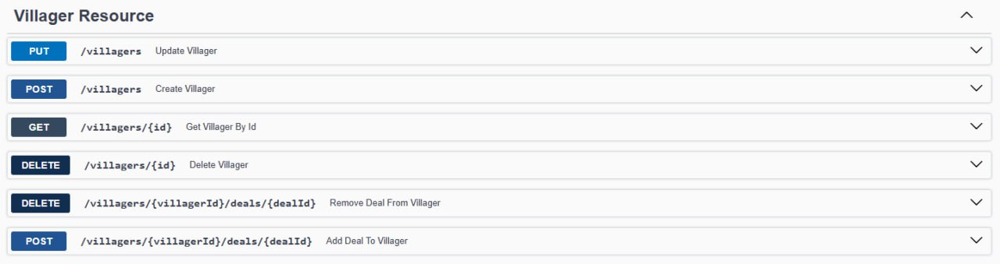 Villager Resource
PUT /villagers Update Villager
POST /villagers Create Villager
GET /villagers/{id} Get Villager By Id
DELETE /villagers/{id} Delete Villager
DELETE /villagers/{villagerId}/deals/{dealId} Remove Deal From Villager
POST /villagers/{villagerId}/deals/{dealId} Add Deal To Villager